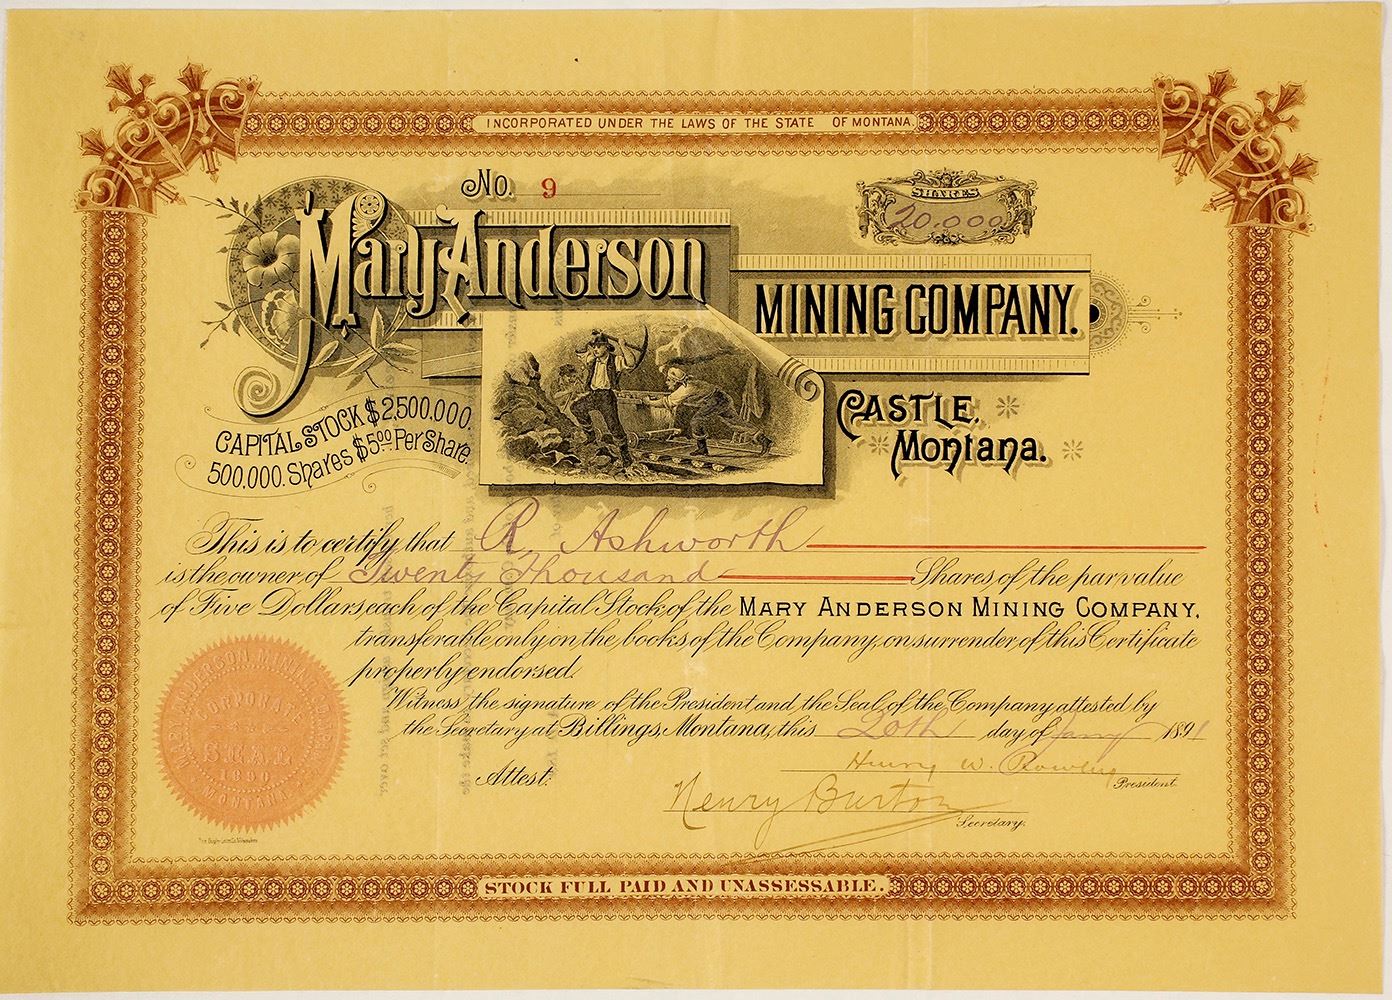 INCORPORATED UNDER THE LAWS OF THE STATE OF MONTANA.
No. 9
SHARES
20.000
Mary Anderson
MINING COMPANY.
CASTLE,
Montana.
CAPITAL STOCK $2,500,000.
500,000. Shares $5.00 Per Share.
This is to certify that R. Ashworth
is the owner of Twenty Thousand Shares of the par value
of Five Dollars each of the Capital Stock of the MARY ANDERSON MINING COMPANY,
transferable only on the books of the Company, on surrender of this Certificate
properly endorsed.
Witness the signature of the President and the Seal of the Company attested by
the Secretary at Billings, Montana, this 20th day of Jany 1891
Henry W. Rowley
President.
Attest:
Henry Burton
Secretary.
MARY ANDERSON MINING COMPANY
CORPORATE
SEAL
1890
MONTANA
STOCK FULL PAID AND UNASSESSABLE.